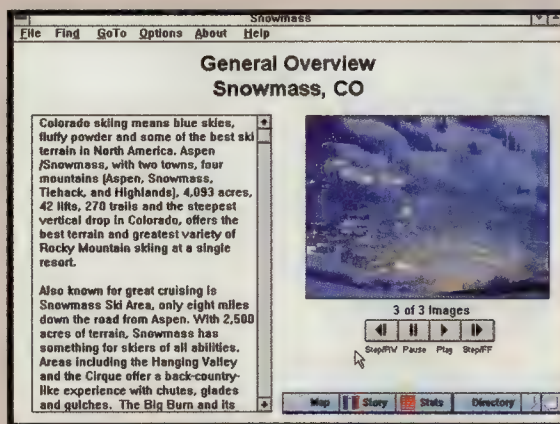 Snowmass
File Find GoTo Options About Help
General Overview
Snowmass, CO
Colorado skiing means blue skies,
fluffy powder and some of the best ski
terrain in North America. Aspen
/Snowmass, with two towns, four
mountains (Aspen, Snowmass,
Tiehack, and Highlands), 4,093 acres,
42 lifts, 270 trails and the steepest
vertical drop in Colorado, offers the
best terrain and greatest variety of
Rocky Mountain skiing at a single
resort.
Also known for great cruising is
Snowmass Ski Area, only eight miles
down the road from Aspen. With 2,500
acres of terrain, Snowmass has
something for skiers of all abilities.
Areas including the Hanging Valley
and the Cirque offer a back-country-
like experience with chutes, glades
and gulches. The Big Burn and its
3 of 3 Images
Step/RW Pause Play Step/FF
Map Story Stats Directory